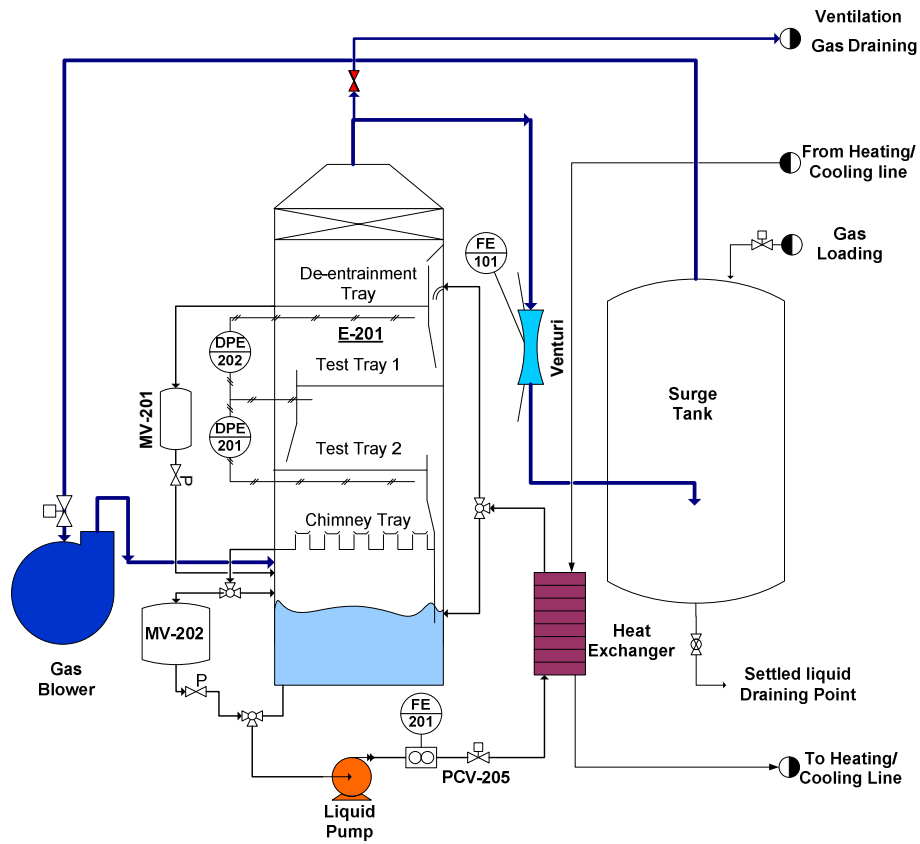 Ventilation
Gas Draining
From Heating/
Cooling line
Gas
Loading
FE
101
De-entrainment
Tray
E-201
DPE
202
Test Tray 1
Venturi
Surge
Tank
MV-201
DPE
201
Test Tray 2
P
Chimney Tray
MV-202
Heat
Exchanger
Gas
Blower
P
Settled liquid
Draining Point
FE
201
PCV-205
To Heating/
Cooling Line
Liquid
Pump